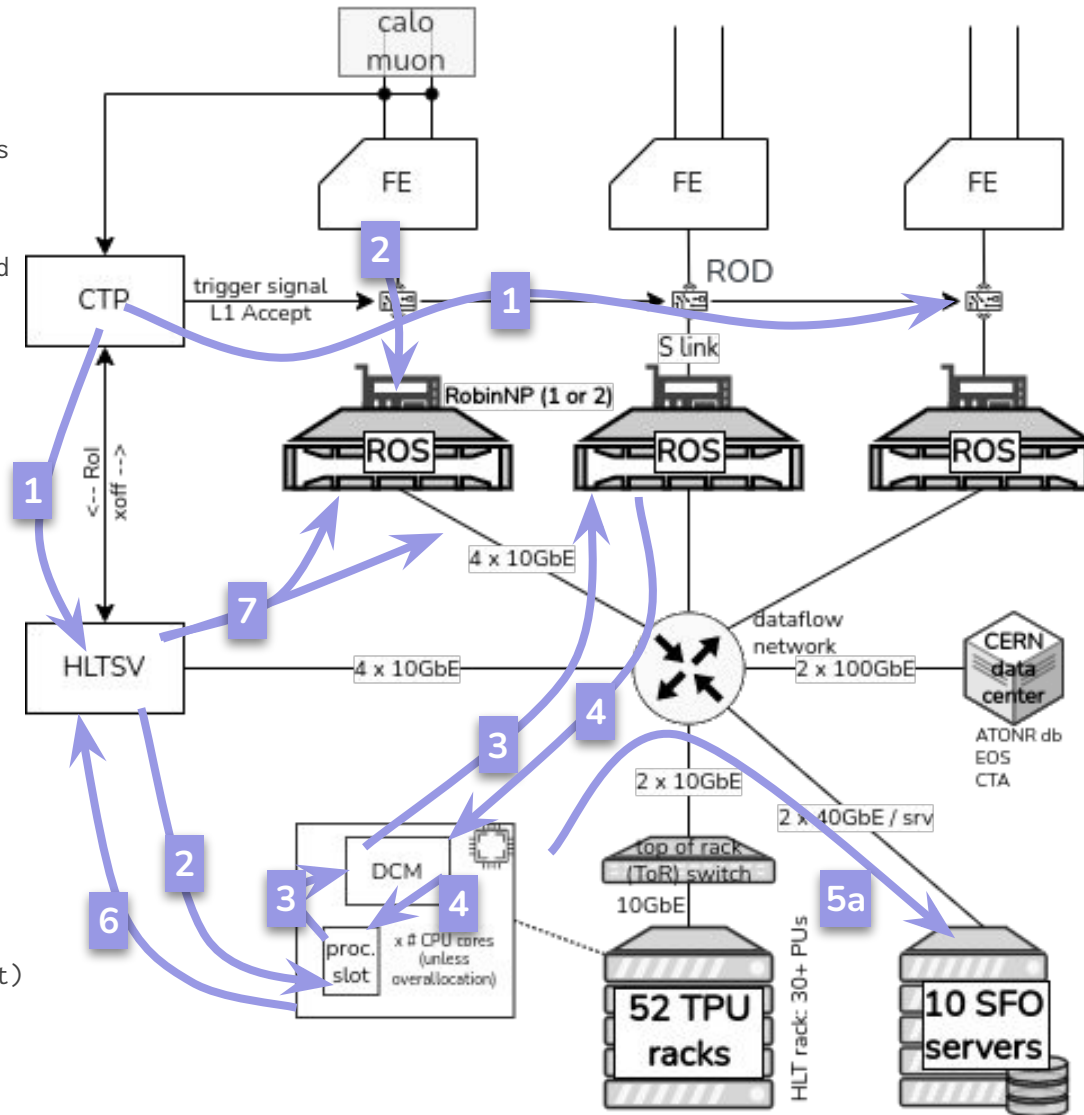 calo
muon
s
FE
FE
FE
2
d
CTP
trigger signal
L1 Accept
1
ROD
S link
RobinNP (1 or 2)
ROS
ROS
ROS
1
<-- RoI
xoff -->
4 x 10GbE
7
dataflow
network
HLTSV
4 x 10GbE
2 x 100GbE
CERN
data
center
ATONR db
EOS
CTA
3
4
2 x 10GbE
2 x 40GbE / srv
top of rack
(ToR) switch
10GbE
DCM
2
3
4
5a
6
proc.
slot
x # CPU cores
(unless
overallocation)
t)
52 TPU
racks
HLT rack: 30+ PUs
10 SFO
servers